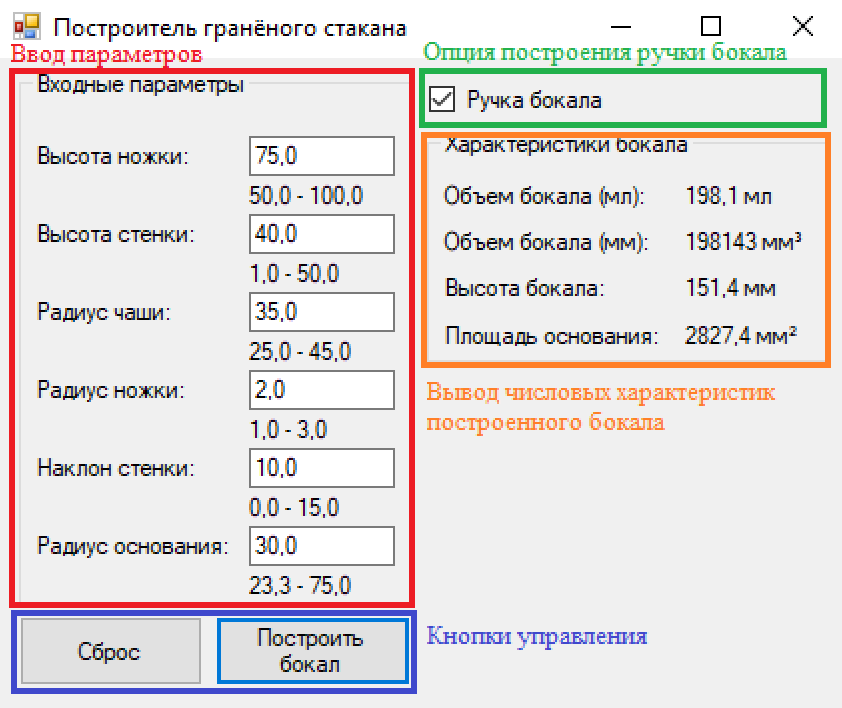 Построитель гранёного стакана
Ввод параметров
Опция построения ручки бокала
Входные параметры
Ручка бокала
Высота ножки:
75,0
50,0 - 100,0
Высота стенки:
40,0
1,0 - 50,0
Радиус чаши:
35,0
25,0 - 45,0
Радиус ножки:
2,0
1,0 - 3,0
Наклон стенки:
10,0
0,0 - 15,0
Радиус основания:
30,0
23,3 - 75,0
Характеристики бокала
Объем бокала (мл): 198,1 мл
Объем бокала (мм): 198143 мм³
Высота бокала: 151,4 мм
Площадь основания: 2827,4 мм²
Вывод числовых характеристик
построенного бокала
Сброс
Построить
бокал
Кнопки управления